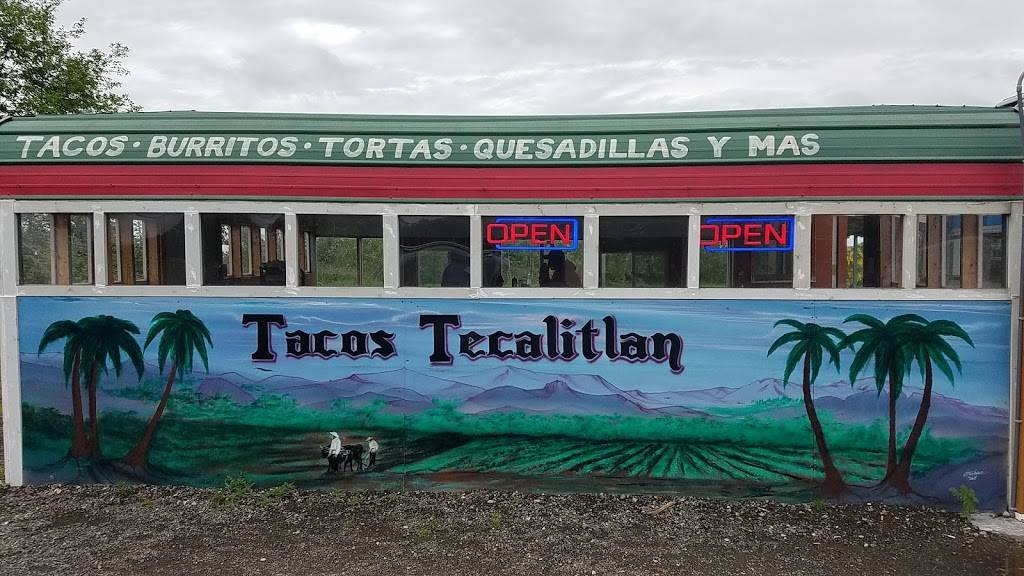 TACOS · BURRITOS · TORTAS · QUESADILLAS Y MAS
OPEN OPEN
Tacos Tecalitlan